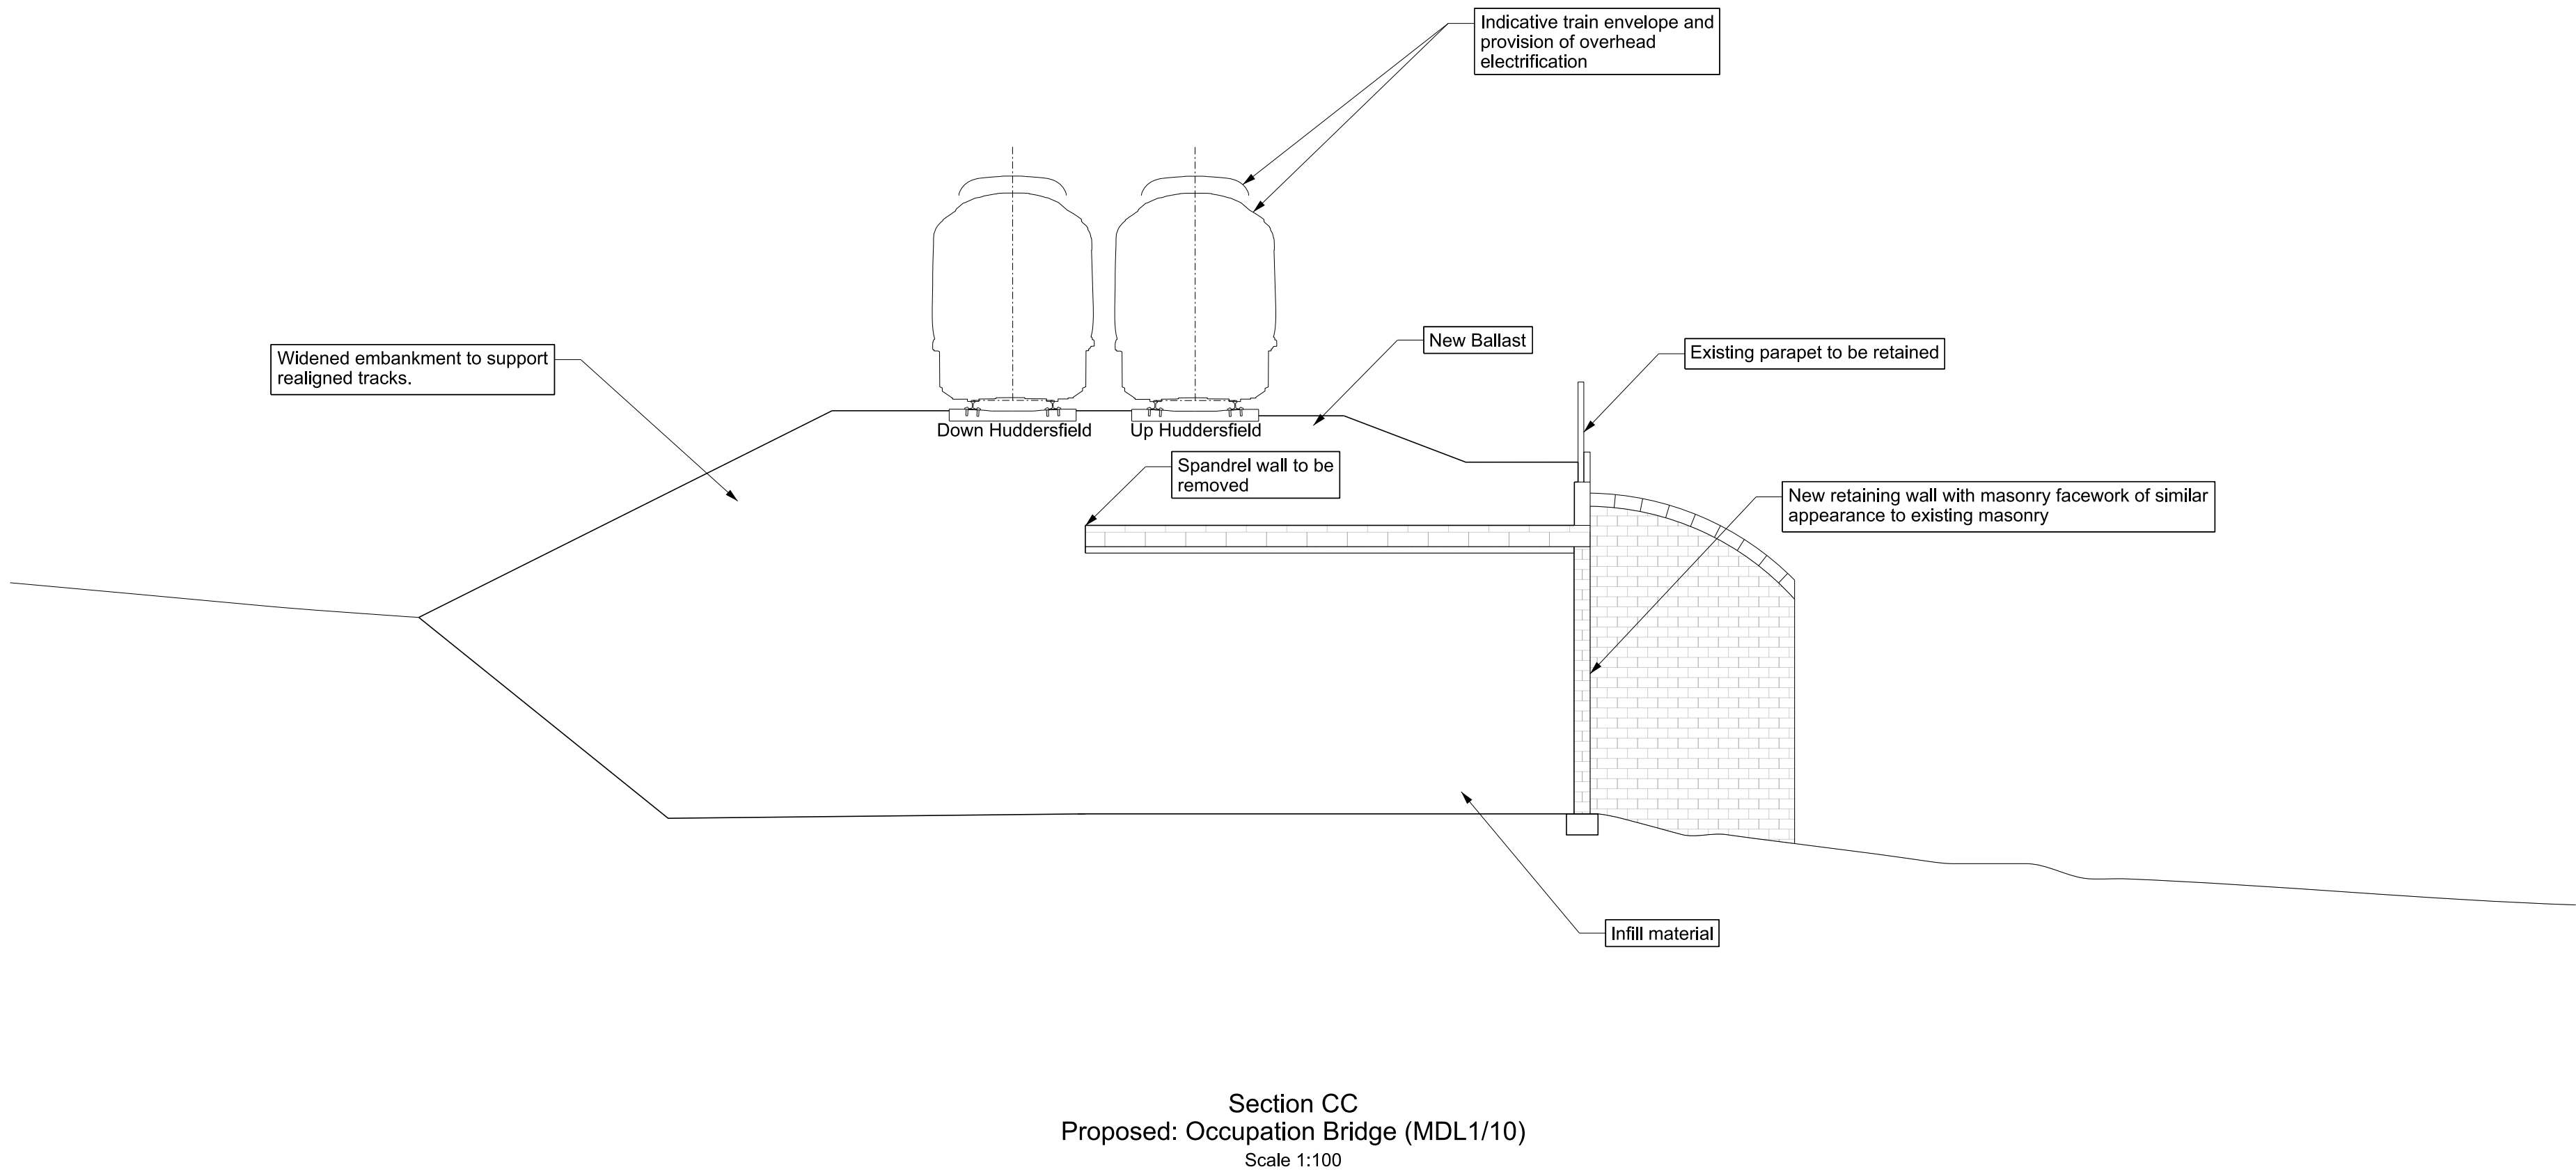 Indicative train envelope and
provision of overhead
electrification
New Ballast
Existing parapet to be retained
Widened embankment to support
realigned tracks.
Down Huddersfield
Up Huddersfield
Spandrel wall to be
removed
New retaining wall with masonry facework of similar
appearance to existing masonry
Infill material
Section CC
Proposed: Occupation Bridge (MDL1/10)
Scale 1:100